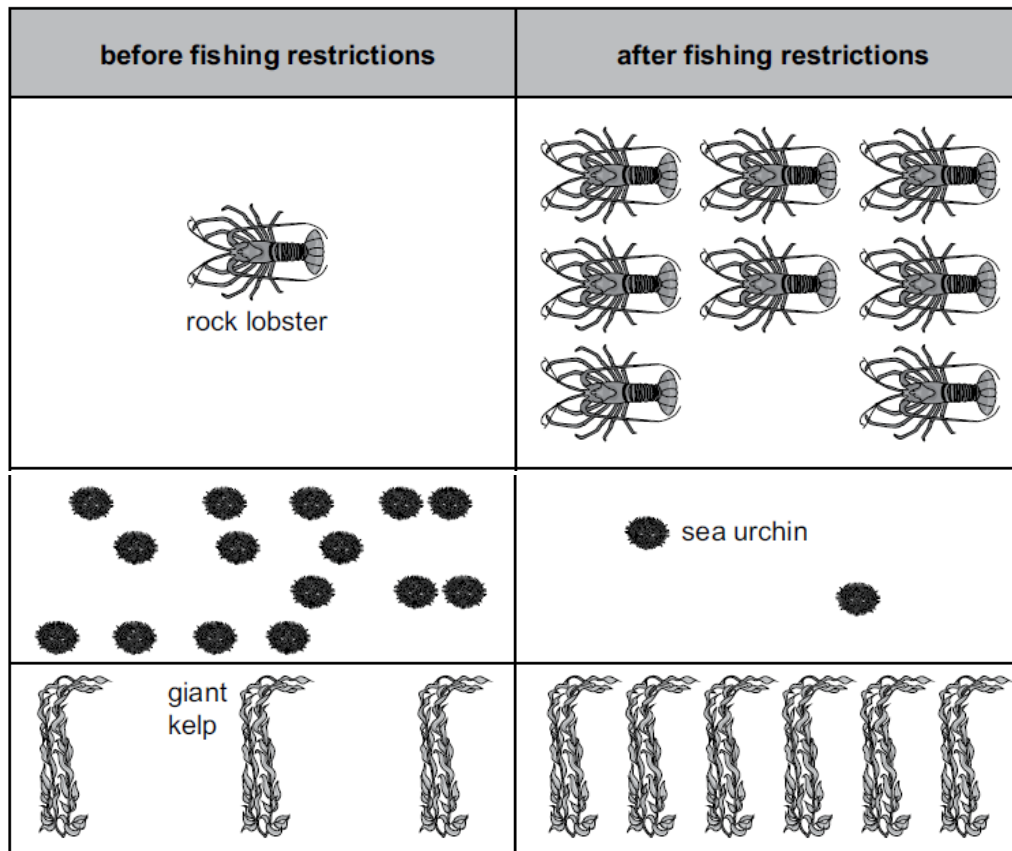 before fishing restrictions
after fishing restrictions
rock lobster
sea urchin
giant
kelp